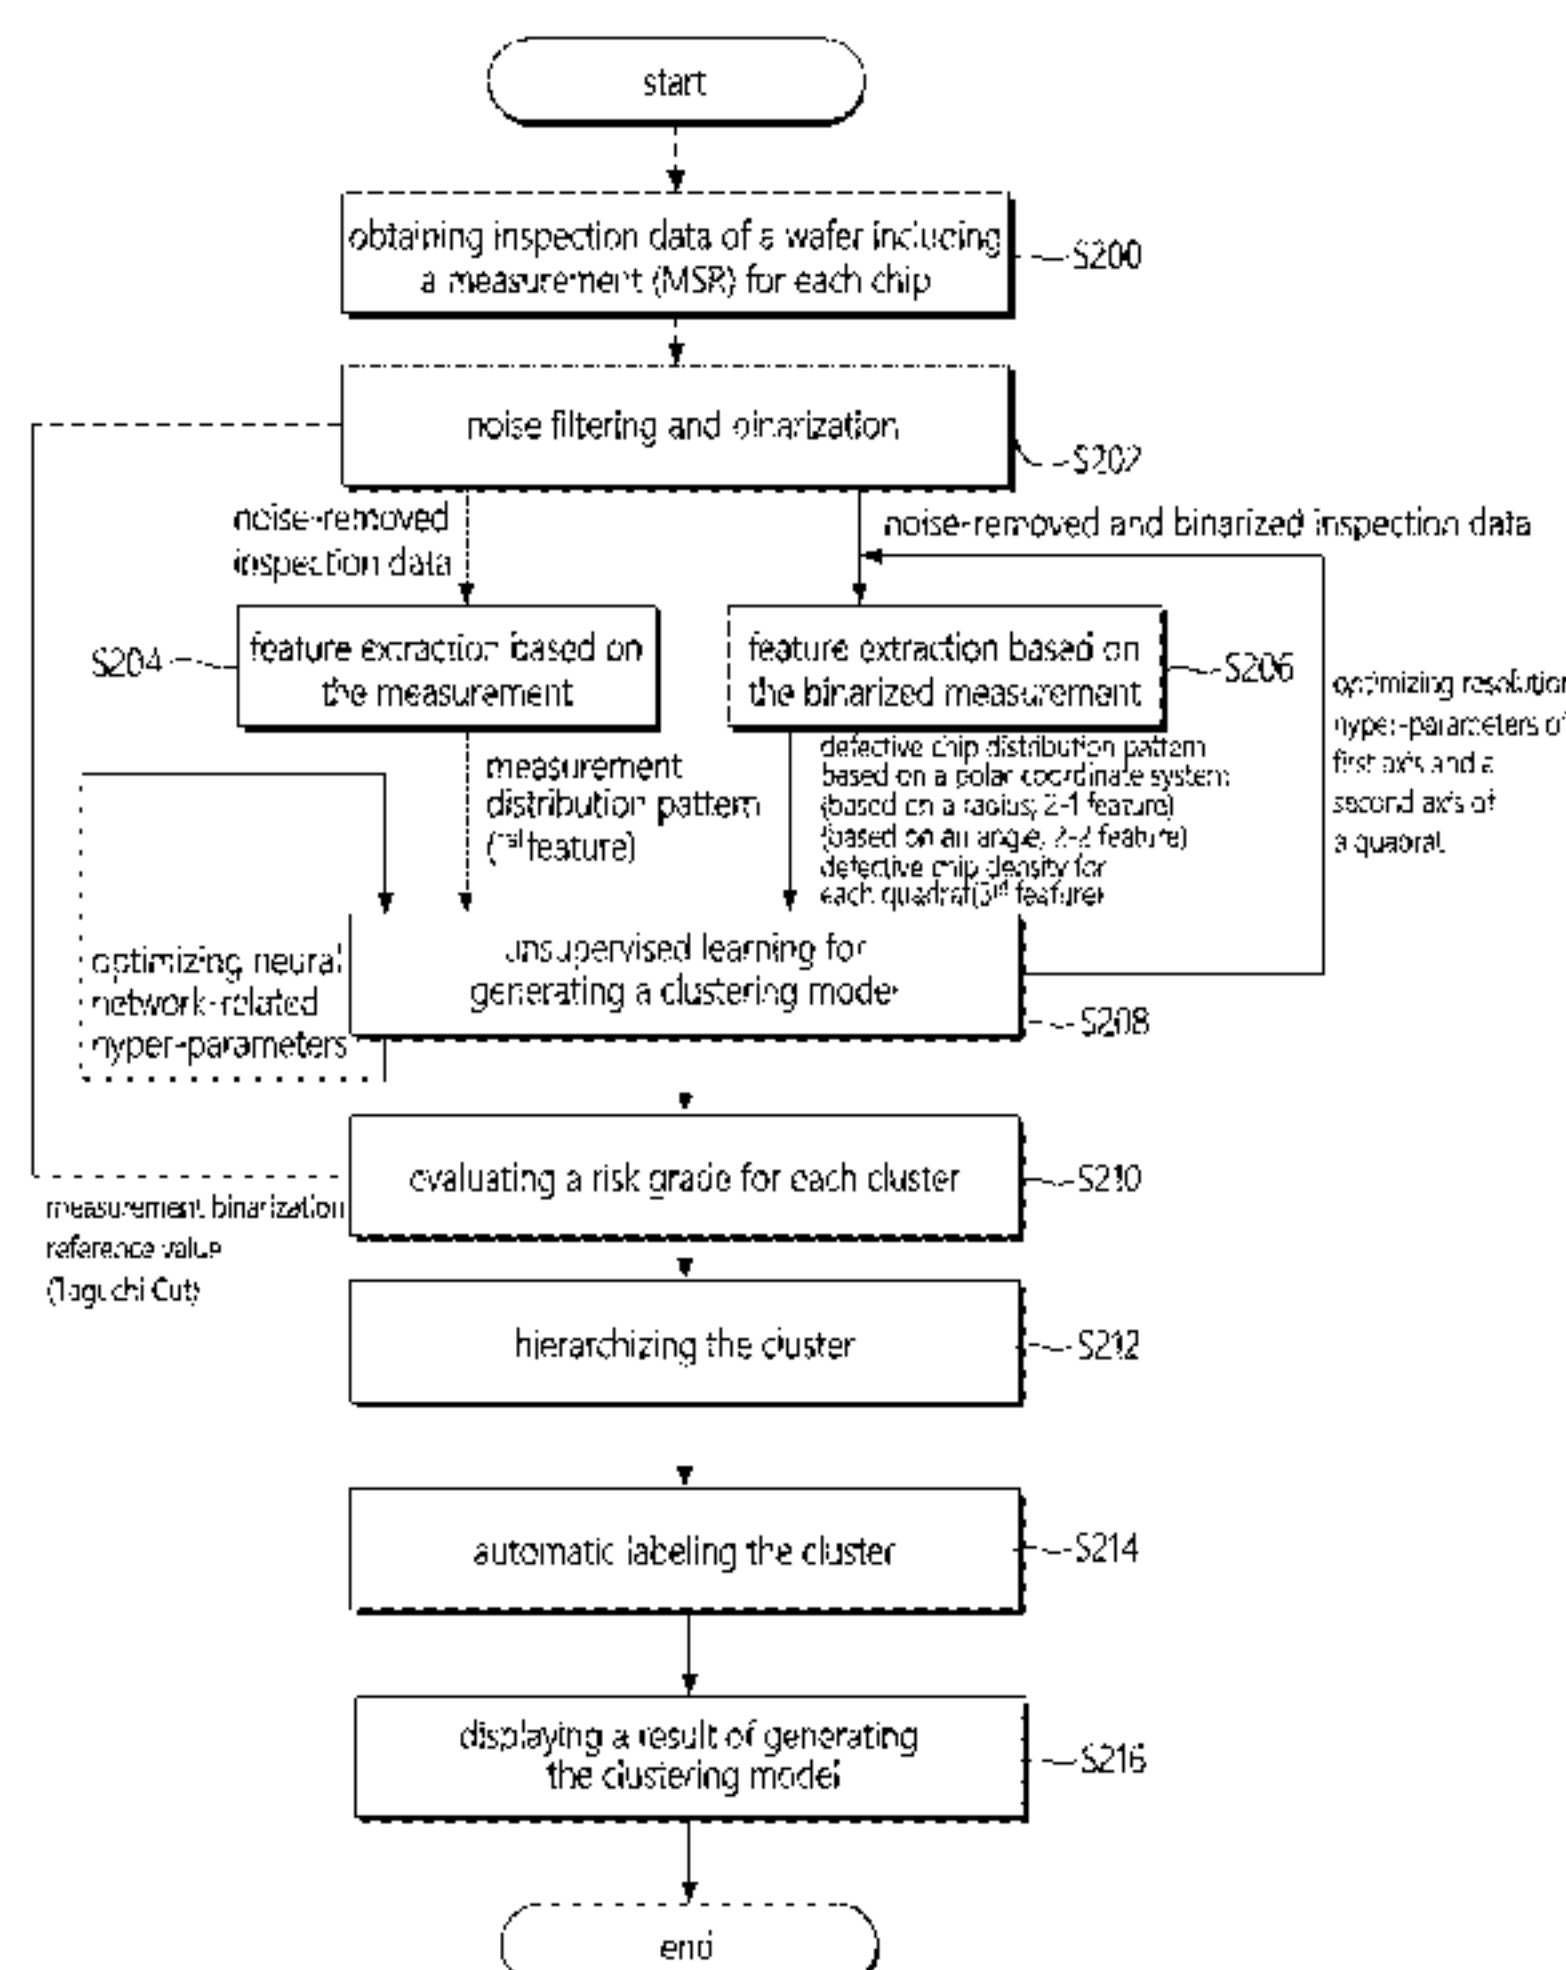 start
obtaining inspection data of a wafer including
a measurement (MSR) for each chip
S200
noise filtering and binarization
S202
noise-removed
inspection data
noise-removed and binarized inspection data
S204
feature extraction based on
the measurement
feature extraction based on
the binarized measurement
S206
optimizing resolution
hyper-parameters of
first axis and a
second axis of
a quadrat
measurement
distribution pattern
(1st feature)
defective chip distribution pattern
based on a polar coordinate system
(based on a radius, 2-1 feature)
(based on an angle, 2-2 feature)
defective chip density for
each quadrat(3rd feature)
optimizing neural
network-related
hyper-parameters
unsupervised learning for
generating a clustering model
S208
evaluating a risk grade for each cluster
S210
measurement binarization
reference value
(Taguchi Cut)
hierarchizing the cluster
S212
automatic labeling the cluster
S214
displaying a result of generating
the clustering model
S216
end